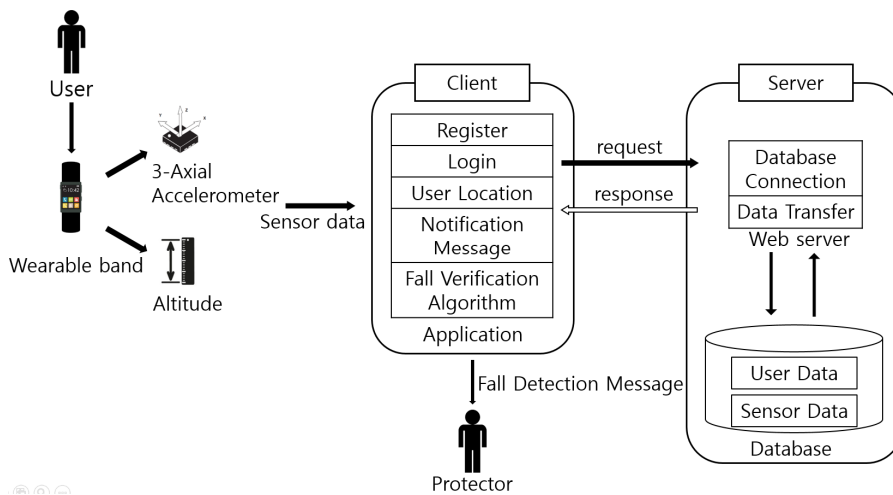 User
10:42
Wearable band
Z
Y
X
3-Axial
Accelerometer
Altitude
Sensor data
Client
Register
Login
User Location
Notification
Message
Fall Verification
Algorithm
Application
request
response
Server
Database
Connection
Data Transfer
Web server
User Data
Sensor Data
Database
Fall Detection Message
Protector